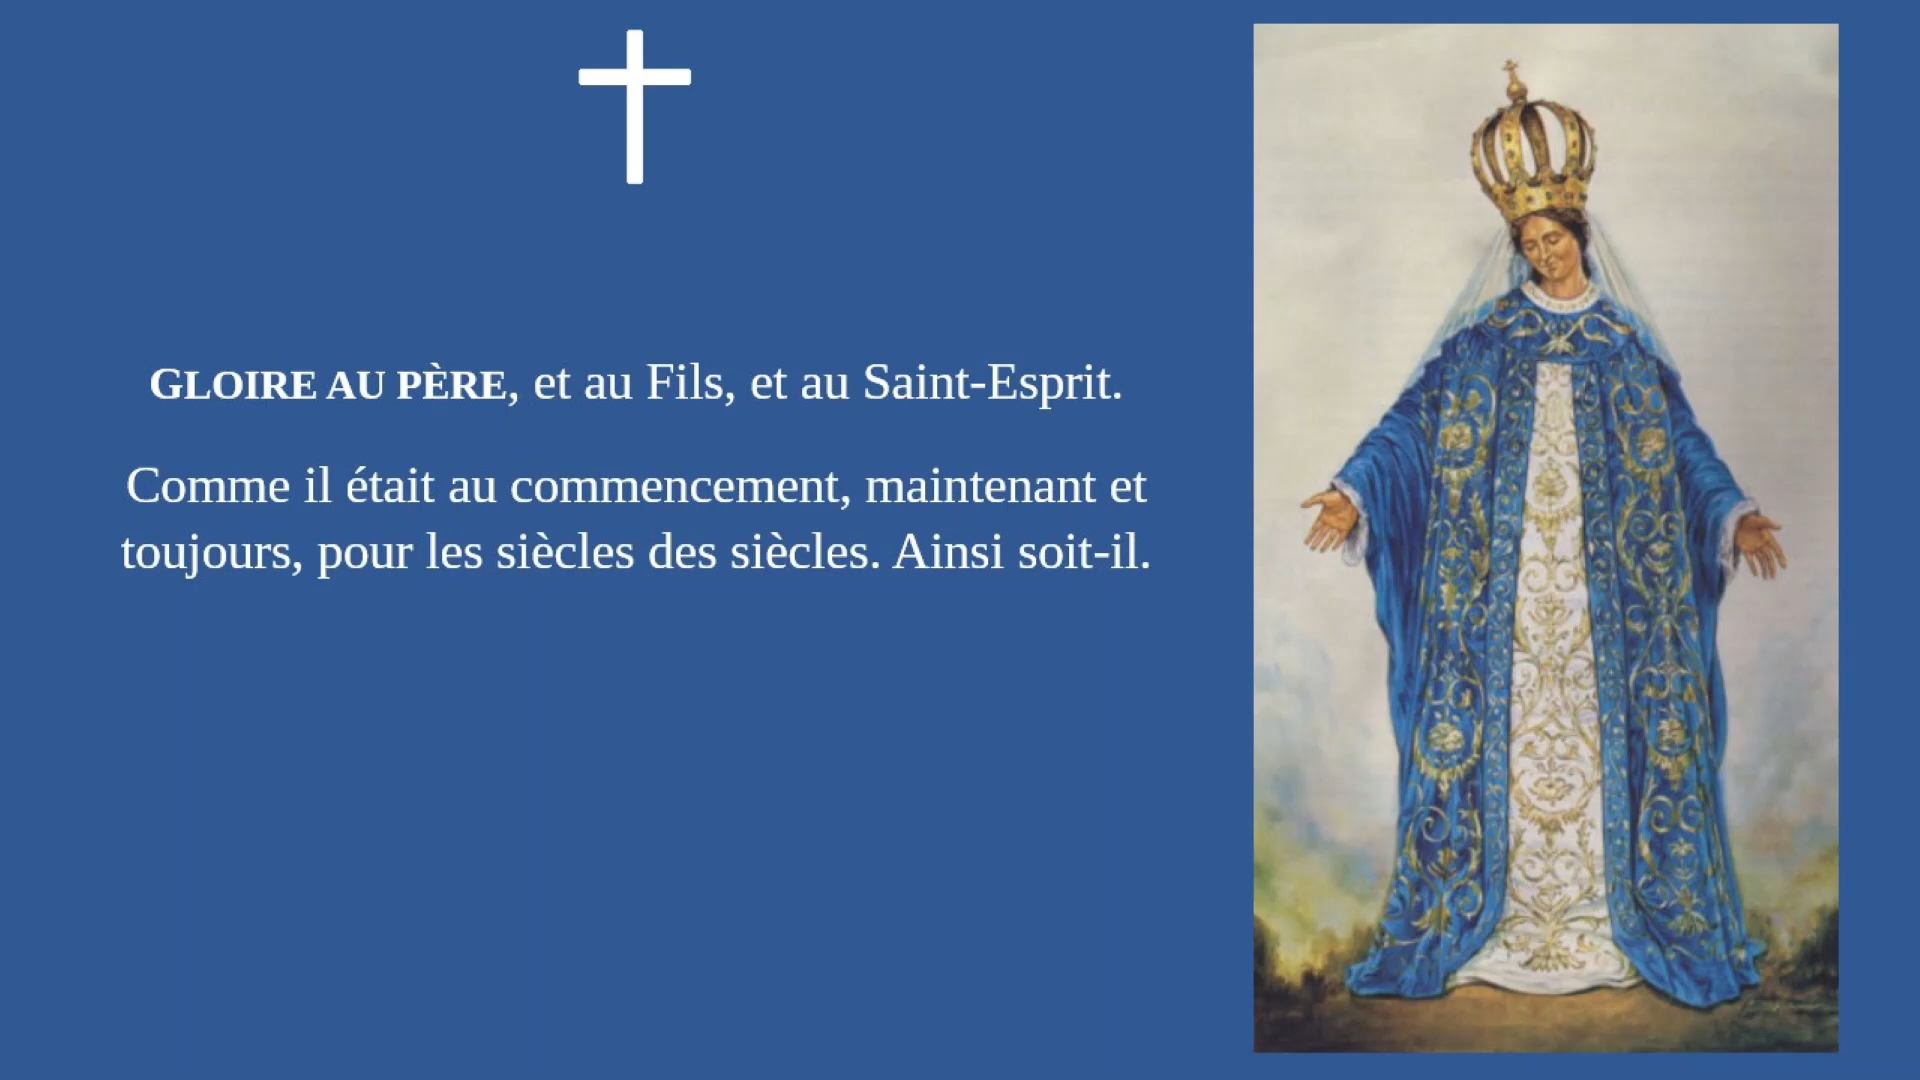 GLOIRE AU PÈRE, et au Fils, et au Saint-Esprit.
Comme il était au commencement, maintenant et
toujours, pour les siècles des siècles. Ainsi soit-il.